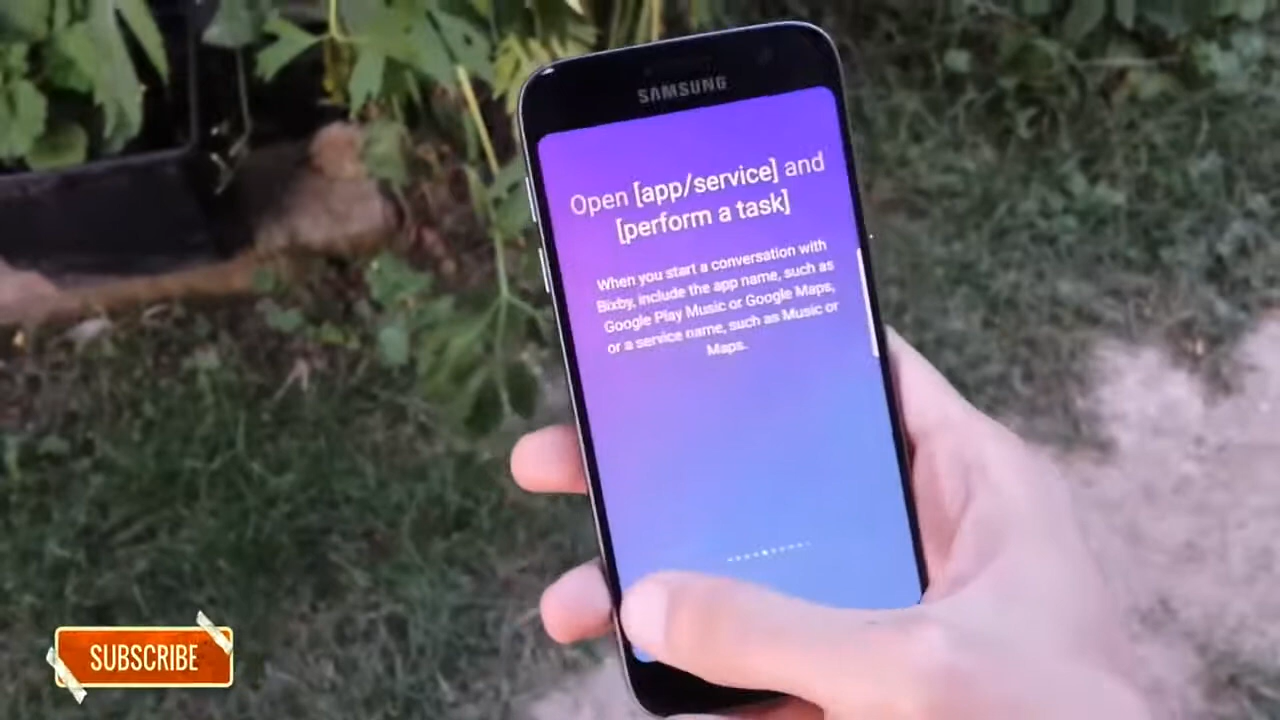 SAMSUNG
Open [app/service] and
[perform a task]
When you start a conversation with
Bixby, include the app name, such as
Google Play Music or Google Maps,
or a service name, such as Music or
Maps.
SUBSCRIBE